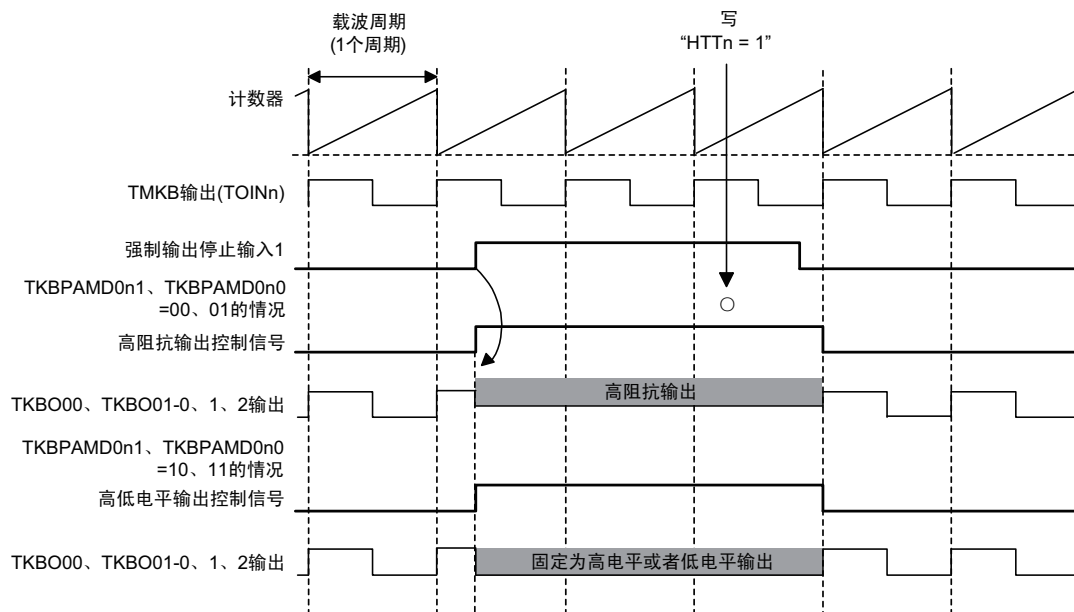 载波周期
(1个周期)
写
“HTTn = 1”
计数器
TMKB输出(TOINn)
强制输出停止输入1
TKBPAMD0n1、TKBPAMD0n0
=00、01的情况
高阻抗输出控制信号
高阻抗输出
TKBO00、TKBO01-0、1、2输出
TKBPAMD0n1、TKBPAMD0n0
=10、11的情况
高低电平输出控制信号
TKBO00、TKBO01-0、1、2输出
固定为高电平或者低电平输出